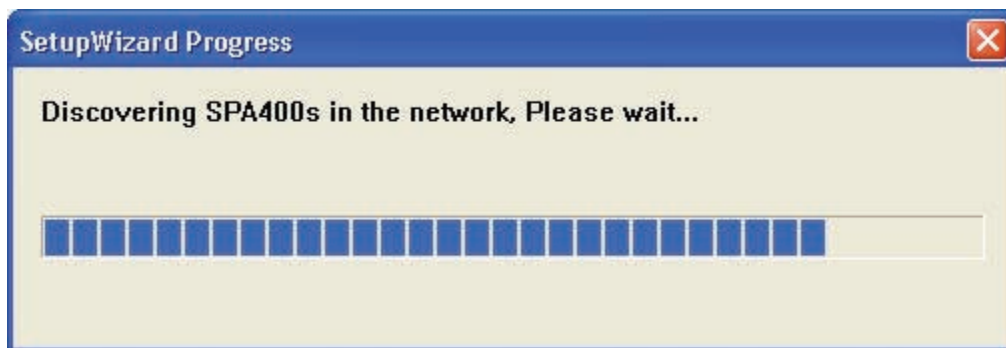 SetupWizard Progress
Discovering SPA400s in the network, Please wait...